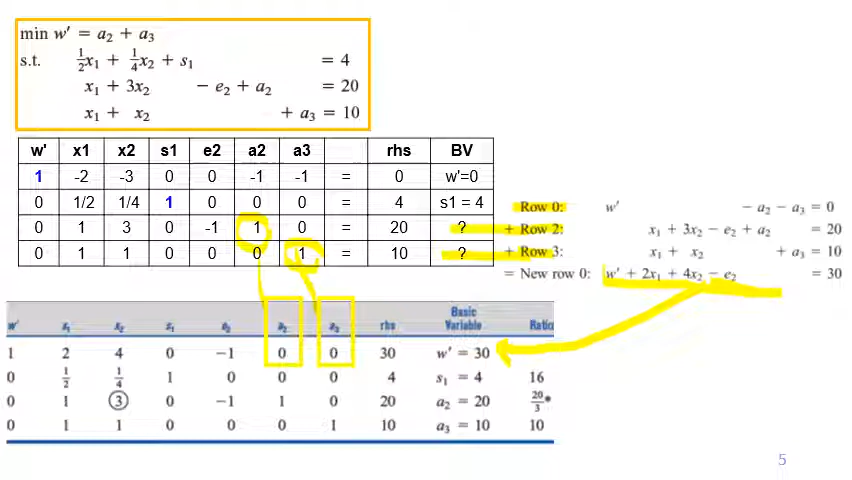 min w' = a₂ + a₃
s.t. ½x₁ + ¼x₂ + s₁ = 4
x₁ + 3x₂ − e₂ + a₂ = 20
x₁ + x₂ + a₃ = 10
w' x1 x2 s1 e2 a2 a3 rhs BV
1 -2 -3 0 0 -1 -1 = 0 w'=0
0 1/2 1/4 1 0 0 0 = 4 s1 = 4
0 1 3 0 -1 1 0 = 20 ?
0 1 1 0 0 0 1 = 10 ?
Row 0: w' − a₂ − a₃ = 0
+ Row 2: x₁ + 3x₂ − e₂ + a₂ = 20
+ Row 3: x₁ + x₂ + a₃ = 10
= New row 0: w' + 2x₁ + 4x₂ − e₂ = 30
w' x₁ x₂ s₁ e₂ a₂ a₃ rhs Basic Variable Ratio
1 2 4 0 −1 0 0 30 w' = 30
0 ½ ¼ 1 0 0 0 4 s₁ = 4 16
0 1 3 0 −1 1 0 20 a₂ = 20 20/3*
0 1 1 0 0 0 1 10 a₃ = 10 10
5